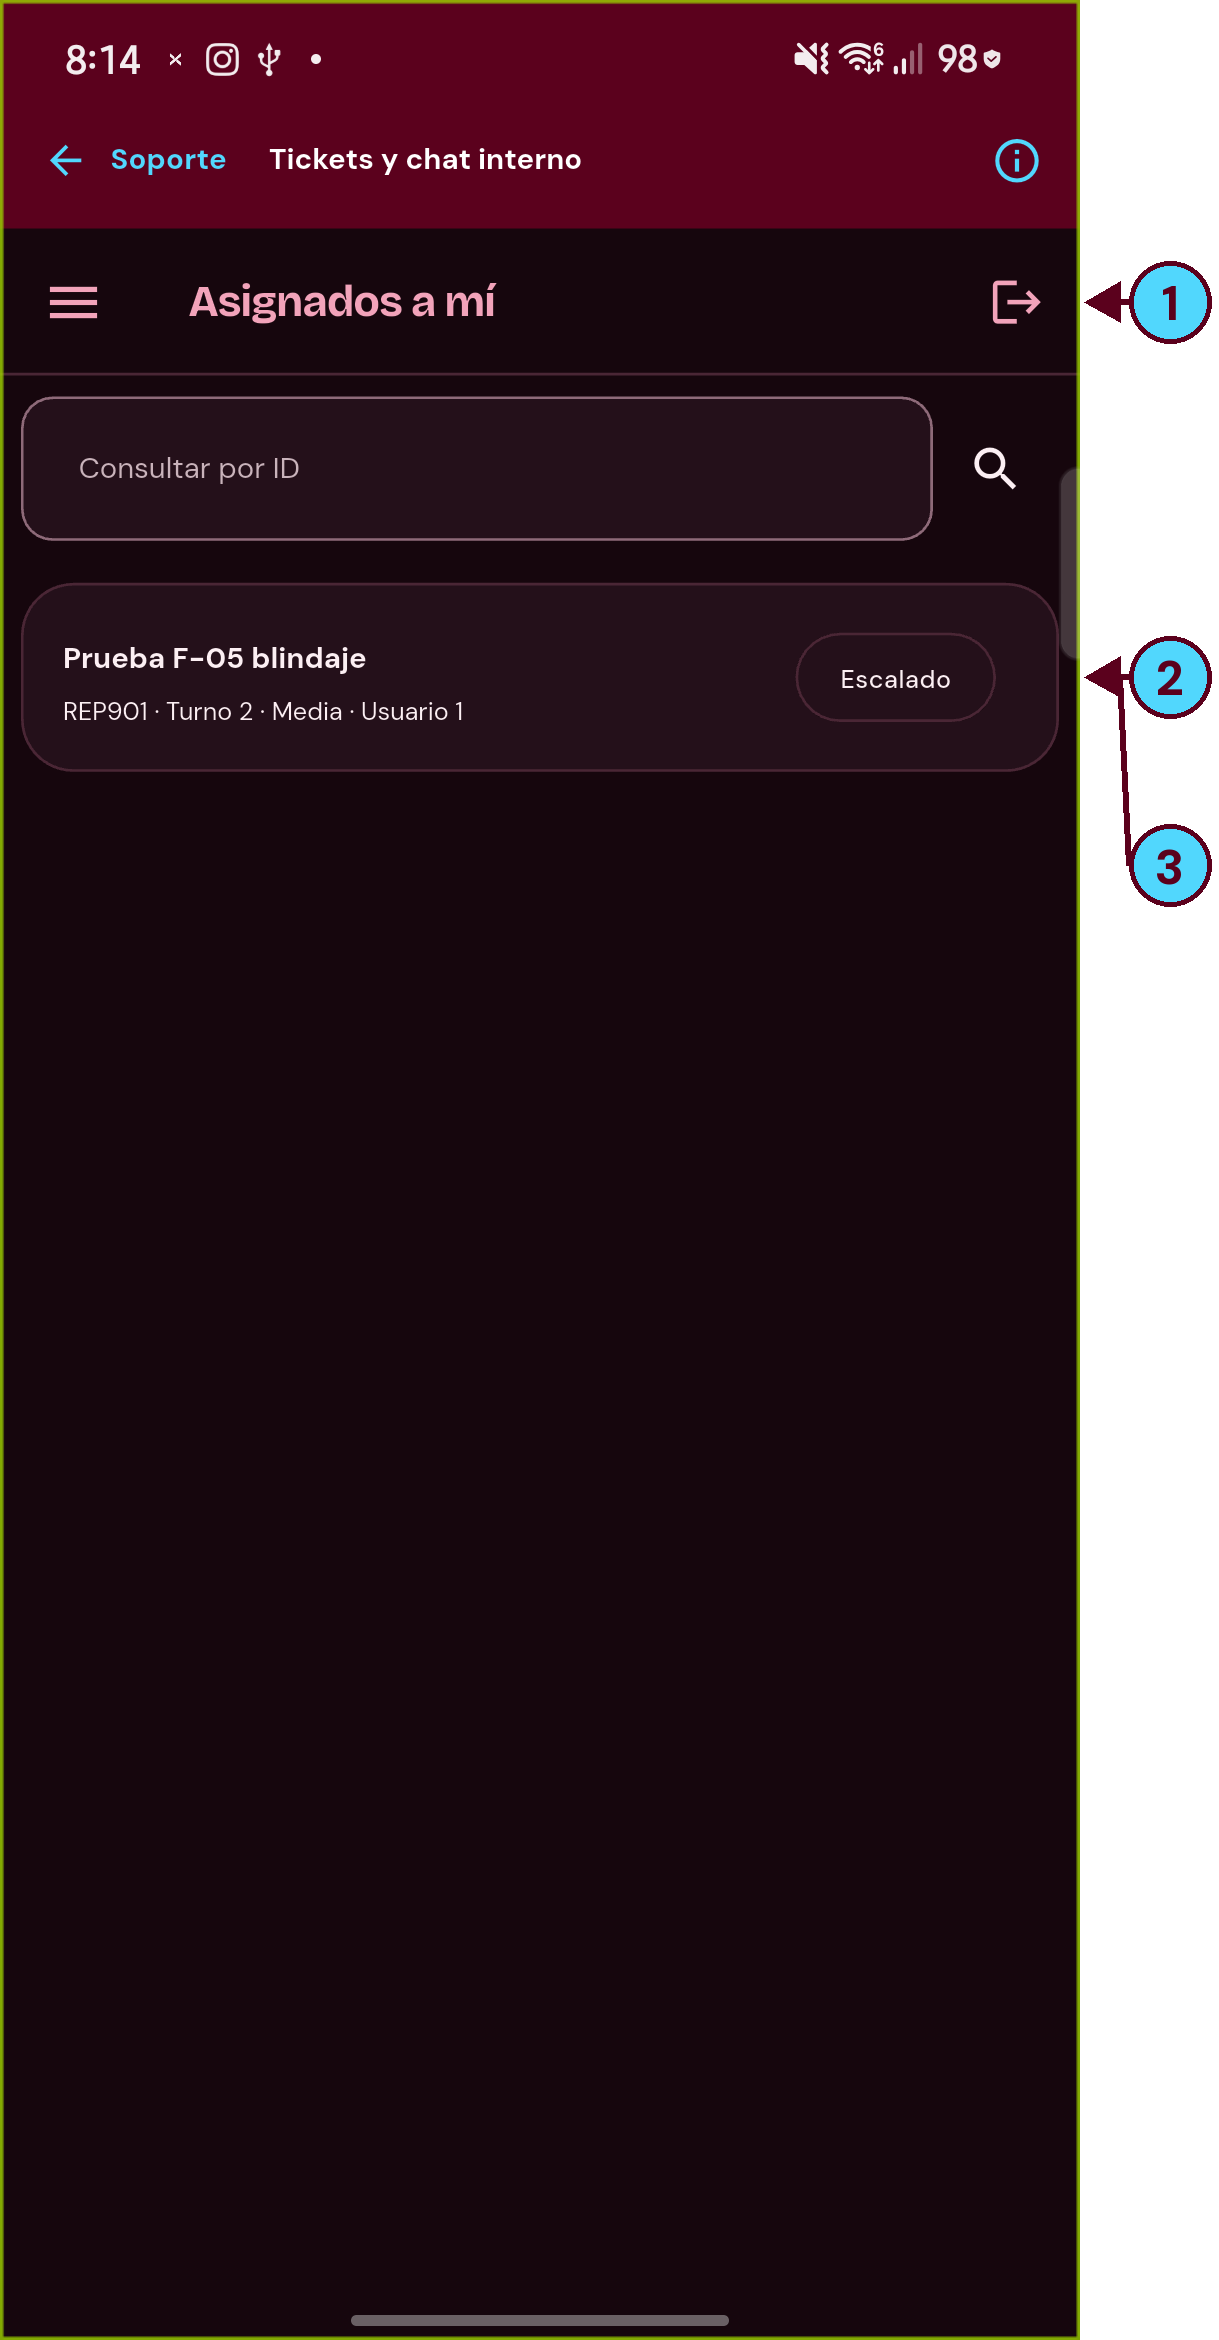 8:14
6
98
Soporte Tickets y chat interno
Asignados a mí
1
Consultar por ID
Prueba F-05 blindaje
Escalado
REP901 · Turno 2 · Media · Usuario 1
2
3